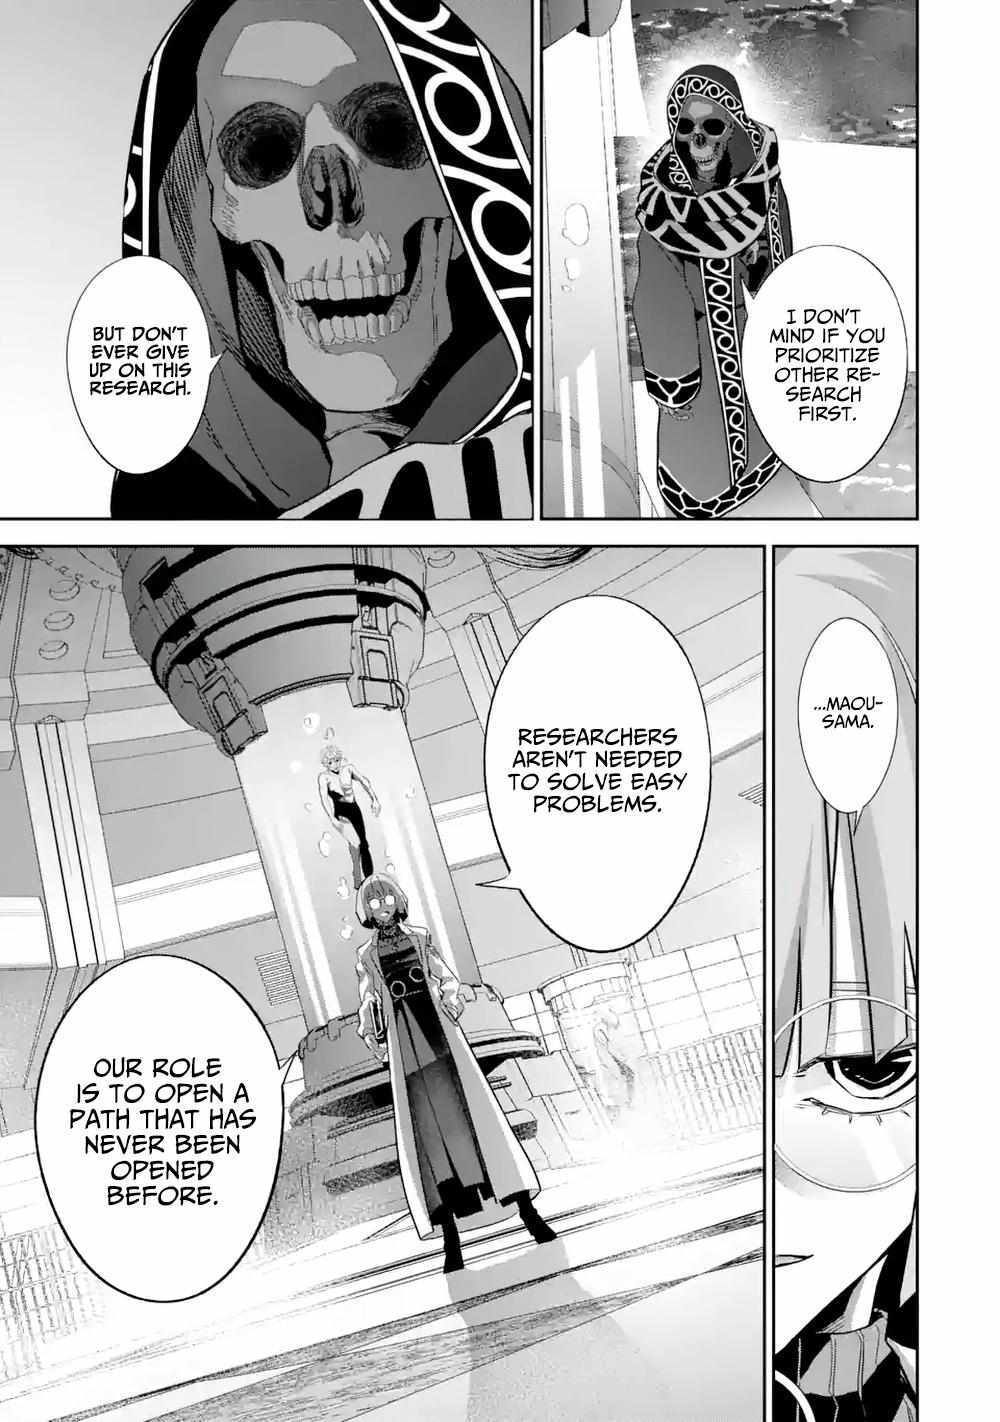 I DON'T
MIND IF YOU
PRIORITIZE
OTHER RE-
SEARCH
FIRST.
BUT DON'T
EVER GIVE
UP ON THIS
RESEARCH.
...MAOU-
SAMA.
RESEARCHERS
AREN'T NEEDED
TO SOLVE EASY
PROBLEMS.
OUR ROLE
IS TO OPEN A
PATH THAT HAS
NEVER BEEN
OPENED
BEFORE.